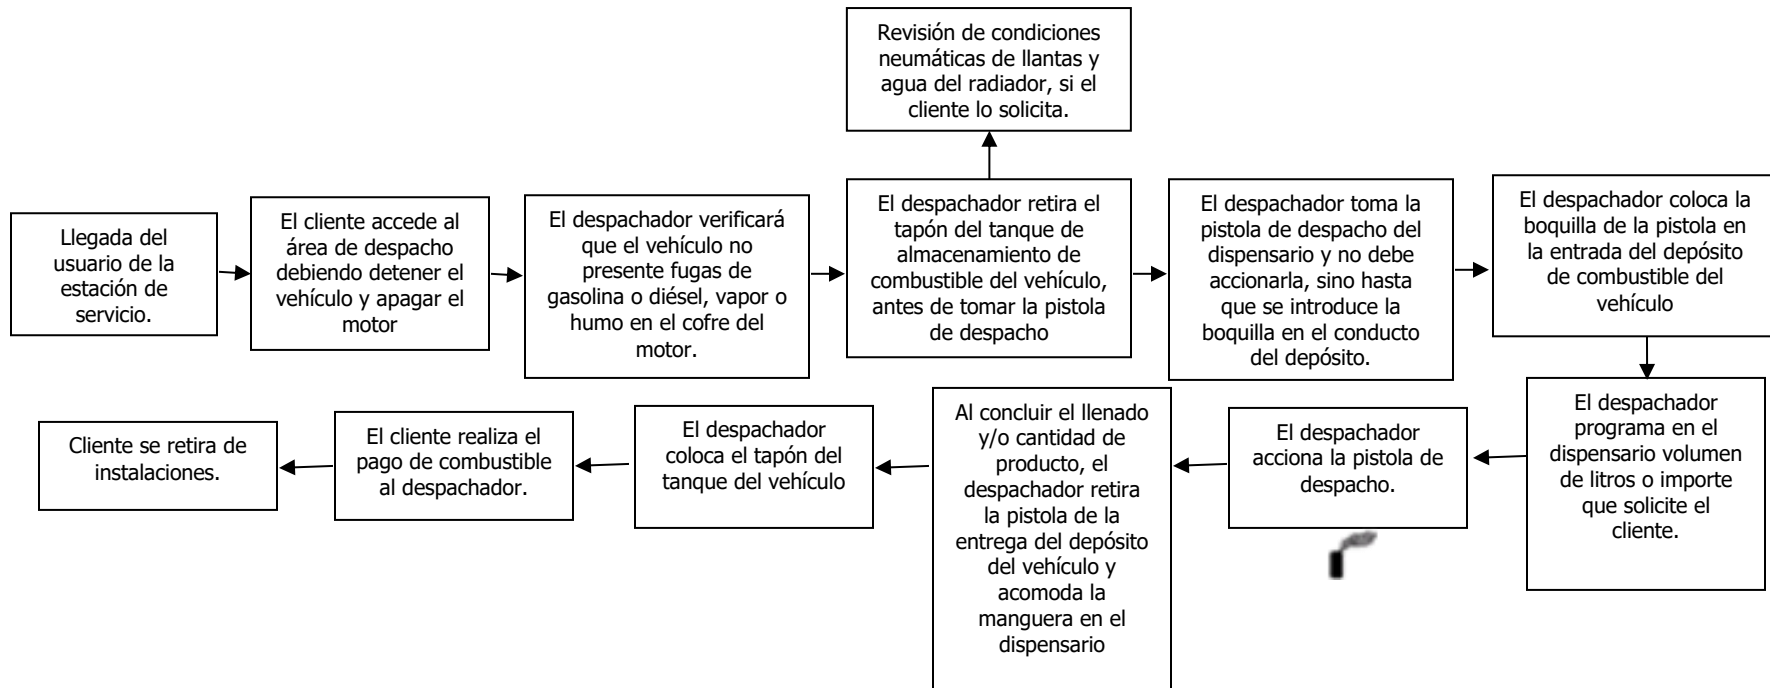 Revisión de condiciones
neumáticas de llantas y
agua del radiador, si el
cliente lo solicita.
Llegada del
usuario de la
estación de
servicio.
El cliente accede al
área de despacho
debiendo detener el
vehículo y apagar el
motor
El despachador verificará
que el vehículo no
presente fugas de
gasolina o diésel, vapor o
humo en el cofre del
motor.
El despachador retira el
tapón del tanque de
almacenamiento de
combustible del vehículo,
antes de tomar la pistola
de despacho
El despachador toma la
pistola de despacho del
dispensario y no debe
accionarla, sino hasta
que se introduce la
boquilla en el conducto
del depósito.
El despachador coloca la
boquilla de la pistola en
la entrada del depósito
de combustible del
vehículo
El despachador
programa en el
dispensario volumen
de litros o importe
que solicite el
cliente.
El despachador
acciona la pistola de
despacho.
Al concluir el llenado
y/o cantidad de
producto, el
despachador retira
la pistola de la
entrega del depósito
del vehículo y
acomoda la
manguera en el
dispensario
El despachador
coloca el tapón del
tanque del vehículo
El cliente realiza el
pago de combustible
al despachador.
Cliente se retira de
instalaciones.